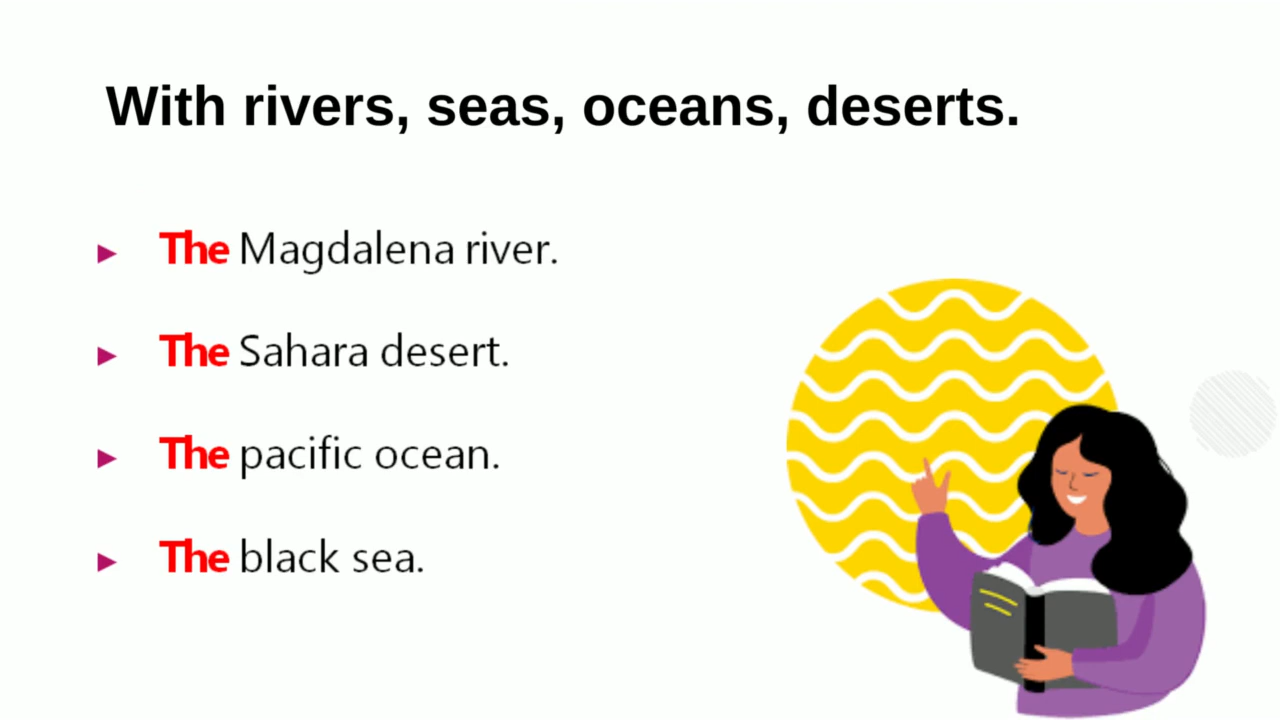 With rivers, seas, oceans, deserts.
The Magdalena river.
The Sahara desert.
The pacific ocean.
The black sea.